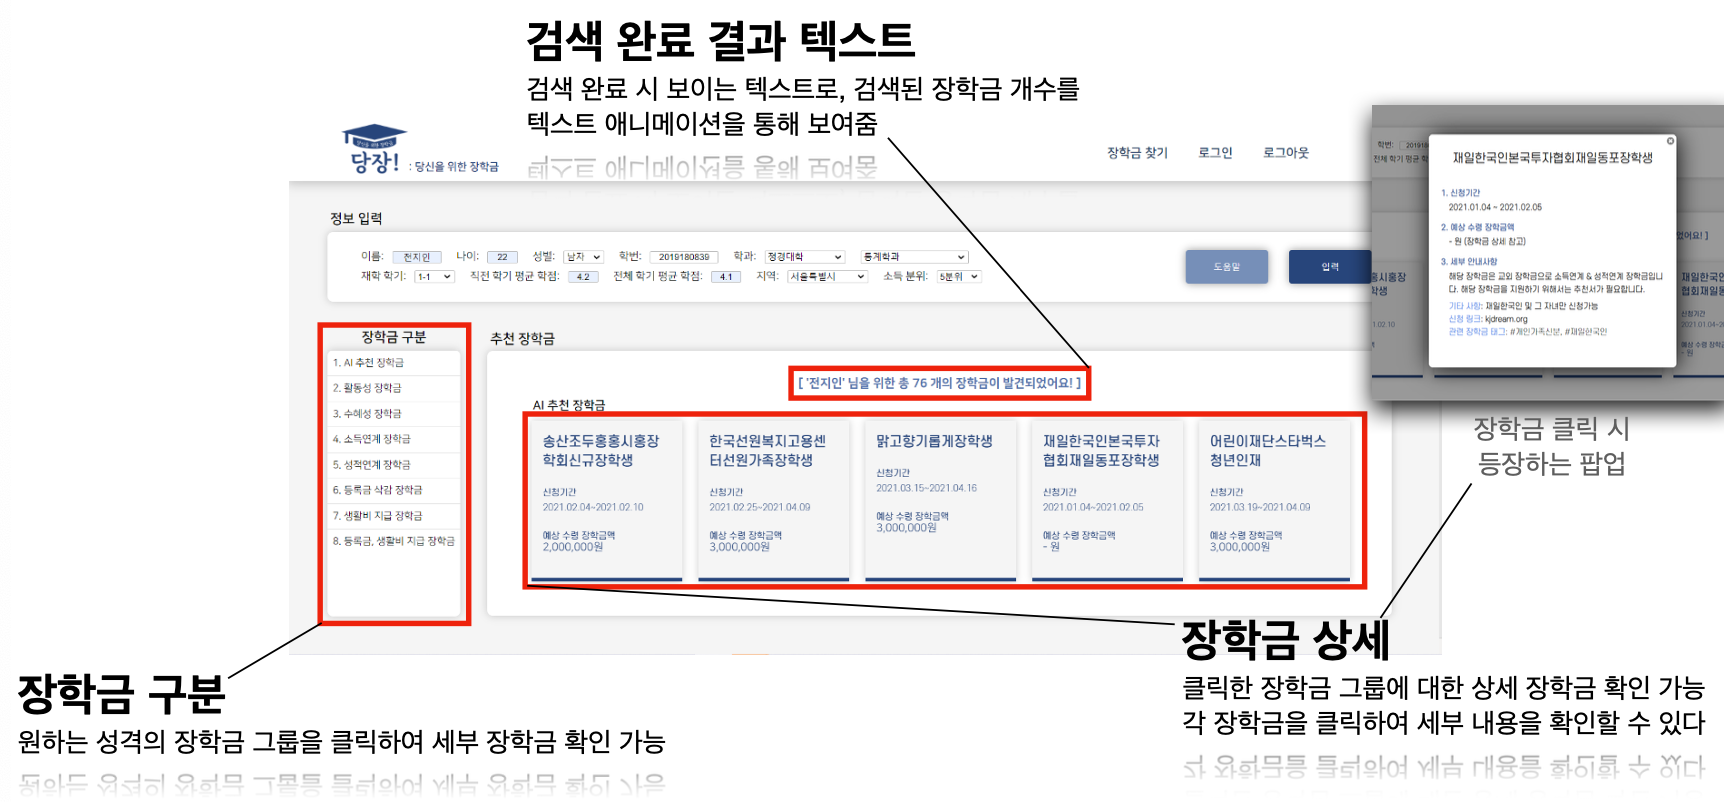 검색 완료 결과 텍스트
검색 완료 시 보이는 텍스트로, 검색된 장학금 개수를
텍스트 애니메이션을 통해 보여줌
당장!
: 당신을 위한 장학금
장학금 찾기 로그인 로그아웃
정보 입력
이름: 전지인 나이: 22 성별: 남자 학번: 2019180839 학과: 정경대학 통계학과
재학 학기: 1-1 직전 학기 평균 학점: 4.2 전체 학기 평균 학점: 4.1 지역: 서울특별시 소득 분위: 5분위
도움말 입력
장학금 구분
1. AI 추천 장학금
2. 활동성 장학금
3. 수혜성 장학금
4. 소득연계 장학금
5. 성적연계 장학금
6. 등록금 삭감 장학금
7. 생활비 지급 장학금
8. 등록금, 생활비 지급 장학금
추천 장학금
[ '전지인' 님을 위한 총 76 개의 장학금이 발견되었어요! ]
AI 추천 장학금
송산조두홍홍시홍장
학회신규장학생
신청기간
2021.02.04~2021.02.10
예상 수령 장학금액
2,000,000원
한국선원복지고용센
터선원가족장학생
신청기간
2021.02.25~2021.04.09
예상 수령 장학금액
3,000,000원
맑고향기롭게장학생
신청기간
2021.03.15~2021.04.16
예상 수령 장학금액
3,000,000원
재일한국인본국투자
협회재일동포장학생
신청기간
2021.01.04~2021.02.05
예상 수령 장학금액
- 원
어린이재단스타벅스
청년인재
신청기간
2021.03.19~2021.04.09
예상 수령 장학금액
3,000,000원
학번:
전체 학기 평균
재일한국인본국투자협회재일동포장학생
1. 신청기간
2021.01.04 ~ 2021.02.05
2. 예상 수령 장학금액
- 원 (장학금 상세 참고)
3. 세부 안내사항
해당 장학금은 교외 장학금으로 소득연계 & 성적연계 장학금입니
다. 해당 장학금을 지원하기 위해서는 추천서가 필요합니다.
기타 사항: 재일한국인 및 그 자녀만 신청가능
신청 링크: kjdream.org
관련 장학금 태그: #개인가족신분, #재일한국인
장학금 클릭 시
등장하는 팝업
장학금 상세
클릭한 장학금 그룹에 대한 상세 장학금 확인 가능
각 장학금을 클릭하여 세부 내용을 확인할 수 있다
장학금 구분
원하는 성격의 장학금 그룹을 클릭하여 세부 장학금 확인 가능